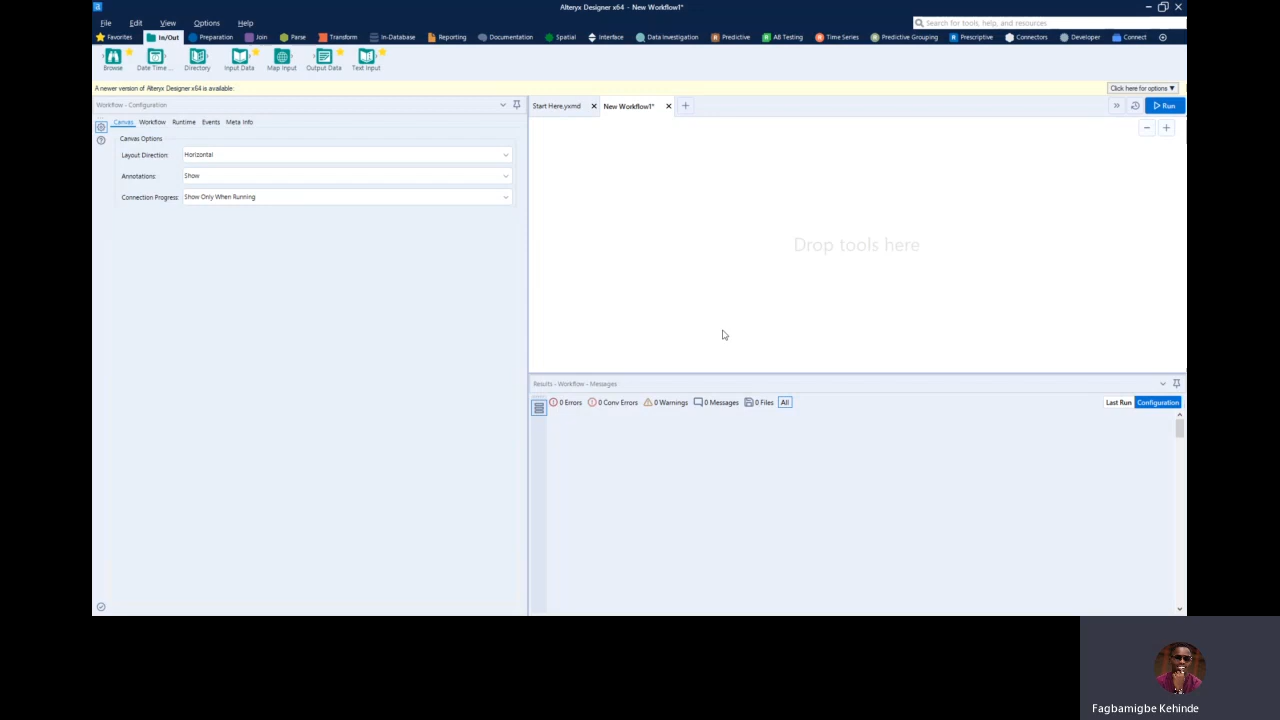 Alteryx Designer x64 - New Workflow1*
File Edit View Options Help
Search for tools, help, and resources
Favorites In/Out Preparation Join Parse Transform In-Database Reporting Documentation Spatial Interface Data Investigation Predictive AB Testing Time Series Predictive Grouping Prescriptive Connectors Developer Connect
Browse Date Time ... Directory Input Data Map Input Output Data Text Input
A newer version of Alteryx Designer x64 is available: Click here for options ▼
Workflow - Configuration
Start Here.yxmd New Workflow1* Run
Canvas Workflow Runtime Events Meta Info
Canvas Options
Layout Direction: Horizontal
Annotations: Show
Connection Progress: Show Only When Running
Drop tools here
Results - Workflow - Messages
0 Errors 0 Conv Errors 0 Warnings 0 Messages 0 Files All Last Run Configuration
Fagbamigbe Kehinde